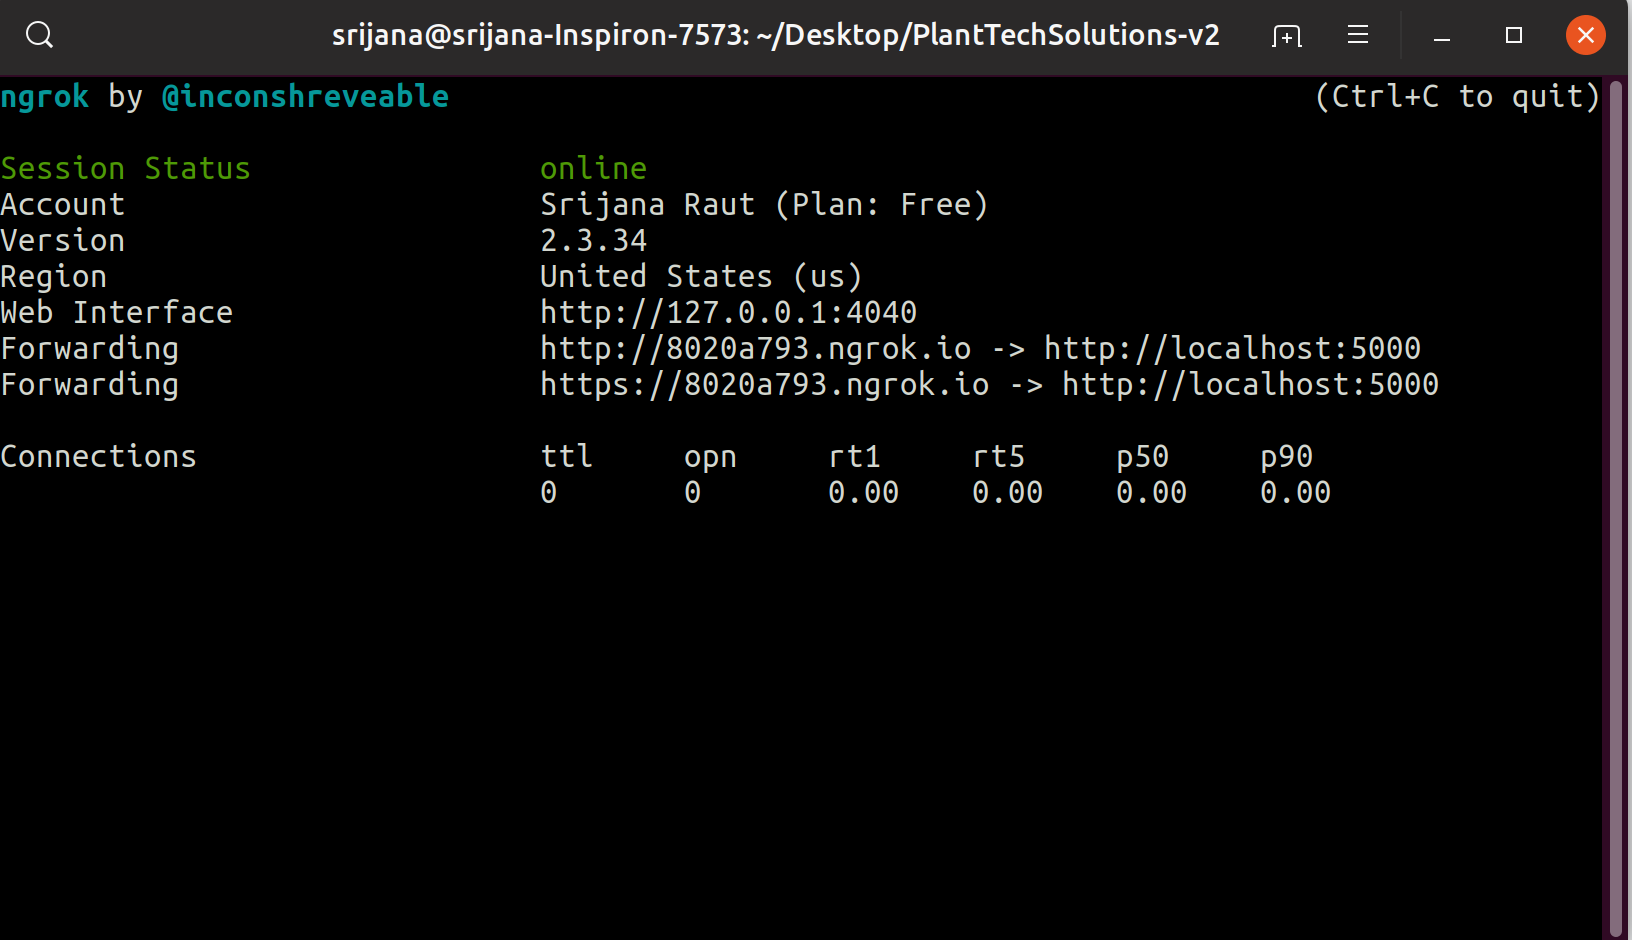 srijana@srijana-Inspiron-7573: ~/Desktop/PlantTechSolutions-v2
ngrok by @inconshreveable (Ctrl+C to quit)
Session Status online
Account Srijana Raut (Plan: Free)
Version 2.3.34
Region United States (us)
Web Interface http://127.0.0.1:4040
Forwarding http://8020a793.ngrok.io -> http://localhost:5000
Forwarding https://8020a793.ngrok.io -> http://localhost:5000
Connections ttl opn rt1 rt5 p50 p90
0 0 0.00 0.00 0.00 0.00